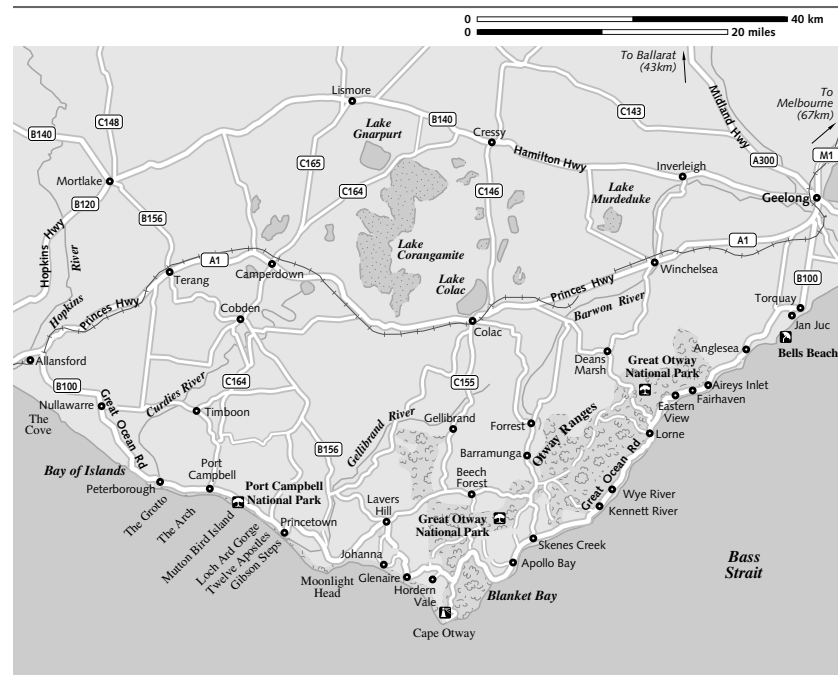 0 40 km
0 20 miles
To Ballarat
(43km)
To
Melbourne
(67km)
Midland Hwy
Lismore
C148
B140
Lake
Gnarpurt
B140
C143
Cressy
Hamilton Hwy
A300
M1
C165
C164
C146
Inverleigh
Mortlake
B120
B156
Lake
Murdeduke
Geelong
Hopkins Hwy
River
Hopkins
A1
Lake
Corangamite
A1
Camperdown
Terang
Lake
Colac
Winchelsea
B100
Princes Hwy
Princes Hwy
Barwon River
Torquay
Jan Juc
Cobden
Colac
Allansford
Deans
Marsh
Anglesea
Bells Beach
Great Otway
National Park
B100
C164
C155
Aireys Inlet
Fairhaven
Eastern
View
Nullawarre
Curdies River
Timboon
The
Cove
Great Ocean Rd
Gellibrand River
Gellibrand
Forrest
Otway Ranges
Lorne
B156
Barramunga
Great Ocean Rd
Bay of Islands
Port
Campbell
Beech
Forest
Peterborough
Port Campbell
National Park
Wye River
Kennett River
The Grotto
The Arch
Mutton Bird Island
Loch Ard Gorge
Twelve Apostles
Gibson Steps
Princetown
Lavers
Hill
Great Otway
National Park
Skenes Creek
Johanna
Apollo Bay
Bass
Strait
Moonlight
Head
Glenaire
Hordern
Vale
Blanket Bay
Cape Otway